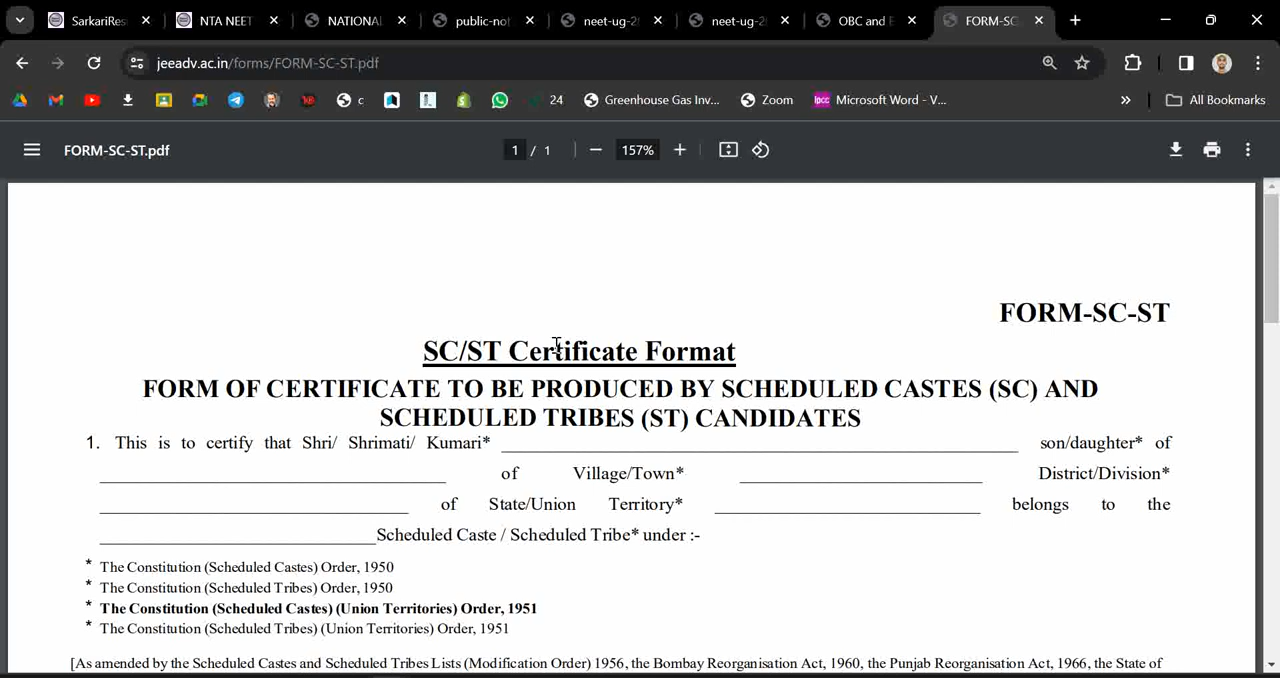 SarkariRes
NTA NEET
NATIONAL
public-not
neet-ug-2
neet-ug-2
OBC and E
FORM-SC-
jeeadv.ac.in/forms/FORM-SC-ST.pdf
c
24
Greenhouse Gas Inv...
Zoom
ipcc
Microsoft Word - V...
All Bookmarks
FORM-SC-ST.pdf
1 / 1
157%
FORM-SC-ST
SC/ST Certificate Format
FORM OF CERTIFICATE TO BE PRODUCED BY SCHEDULED CASTES (SC) AND
SCHEDULED TRIBES (ST) CANDIDATES
1. This is to certify that Shri/ Shrimati/ Kumari* ____ son/daughter* of
____ of Village/Town* ____ District/Division*
____ of State/Union Territory* ____ belongs to the
____Scheduled Caste / Scheduled Tribe* under :-
* The Constitution (Scheduled Castes) Order, 1950
* The Constitution (Scheduled Tribes) Order, 1950
* The Constitution (Scheduled Castes) (Union Territories) Order, 1951
* The Constitution (Scheduled Tribes) (Union Territories) Order, 1951
[As amended by the Scheduled Castes and Scheduled Tribes Lists (Modification Order) 1956, the Bombay Reorganisation Act, 1960, the Punjab Reorganisation Act, 1966, the State of